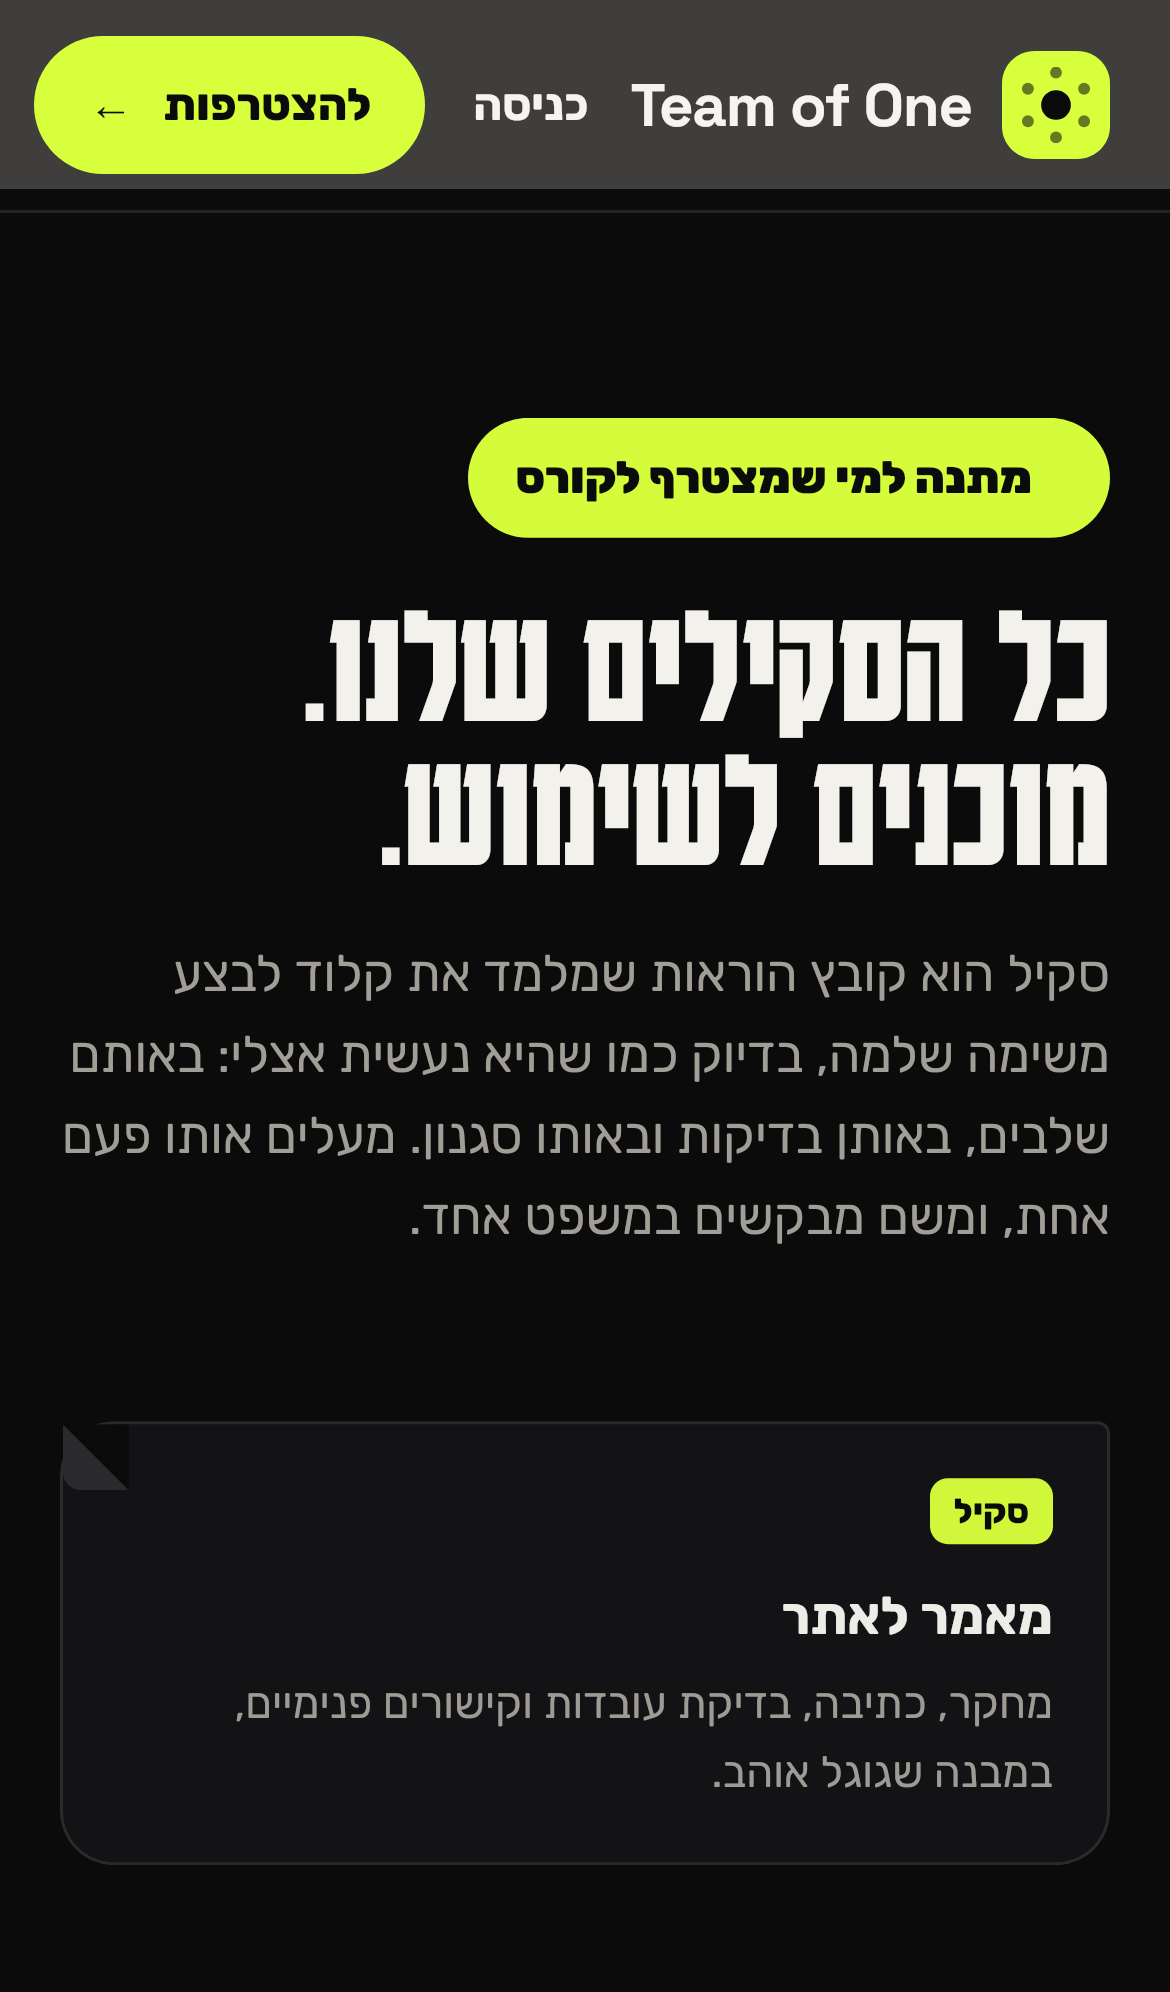 Team of One
כניסה
להצטרפות ←
מתנה למי שמצטרף לקורס
כל הסקילים שלנו.
מוכנים לשימוש.
סקיל הוא קובץ הוראות שמלמד את קלוד לבצע
משימה שלמה, בדיוק כמו שהיא נעשית אצלי: באותם
שלבים, באותן בדיקות ובאותו סגנון. מעלים אותו פעם
אחת, ומשם מבקשים במשפט אחד.
סקיל
מאמר לאתר
מחקר, כתיבה, בדיקת עובדות וקישורים פנימיים,
במבנה שגוגל אוהב.